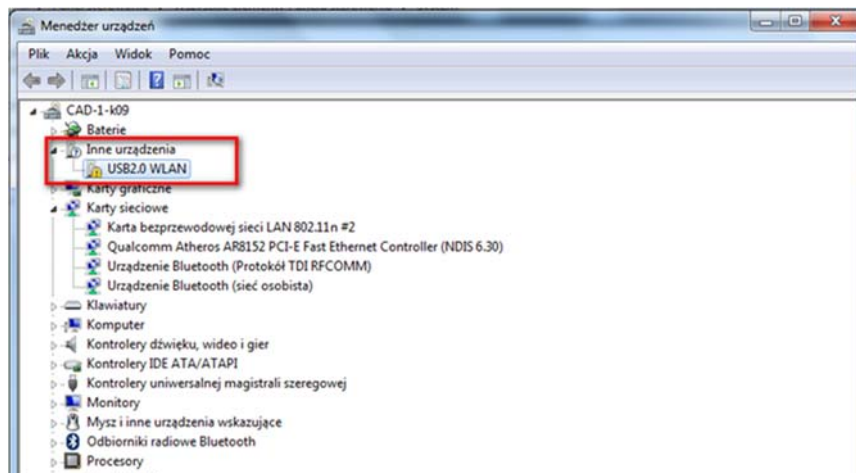 Menedżer urządzeń
Plik Akcja Widok Pomoc
CAD-1-k09
Baterie
Inne urządzenia
USB2.0 WLAN
Karty graficzne
Karty sieciowe
Karta bezprzewodowej sieci LAN 802.11n #2
Qualcomm Atheros AR8152 PCI-E Fast Ethernet Controller (NDIS 6.30)
Urządzenie Bluetooth (Protokół TDI RFCOMM)
Urządzenie Bluetooth (sieć osobista)
Klawiatury
Komputer
Kontrolery dźwięku, wideo i gier
Kontrolery IDE ATA/ATAPI
Kontrolery uniwersalnej magistrali szeregowej
Monitory
Mysz i inne urządzenia wskazujące
Odbiorniki radiowe Bluetooth
Procesory